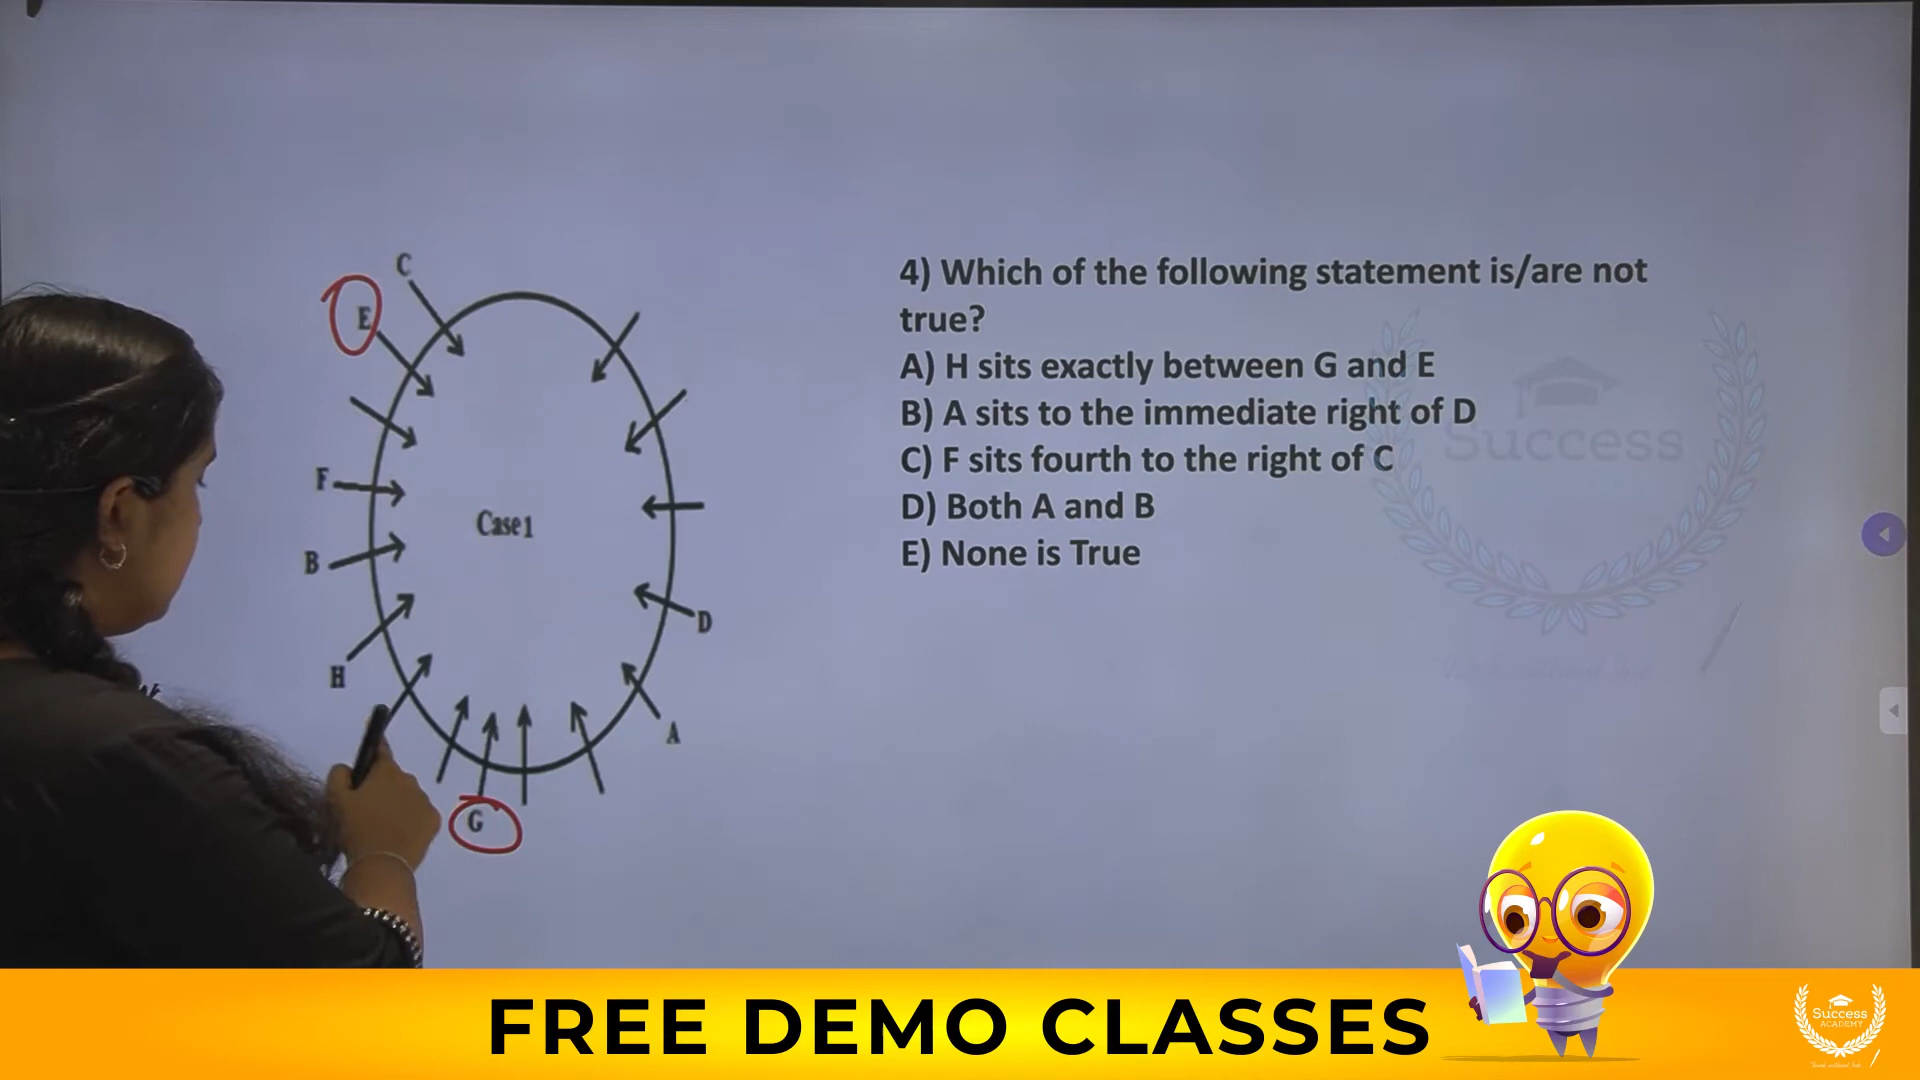 C
E
F
B
H
G
A
D
Case1
4) Which of the following statement is/are not
true?
A) H sits exactly between G and E
B) A sits to the immediate right of D
C) F sits fourth to the right of C
D) Both A and B
E) None is True
Success
FREE DEMO CLASSES
Success
ACADEMY